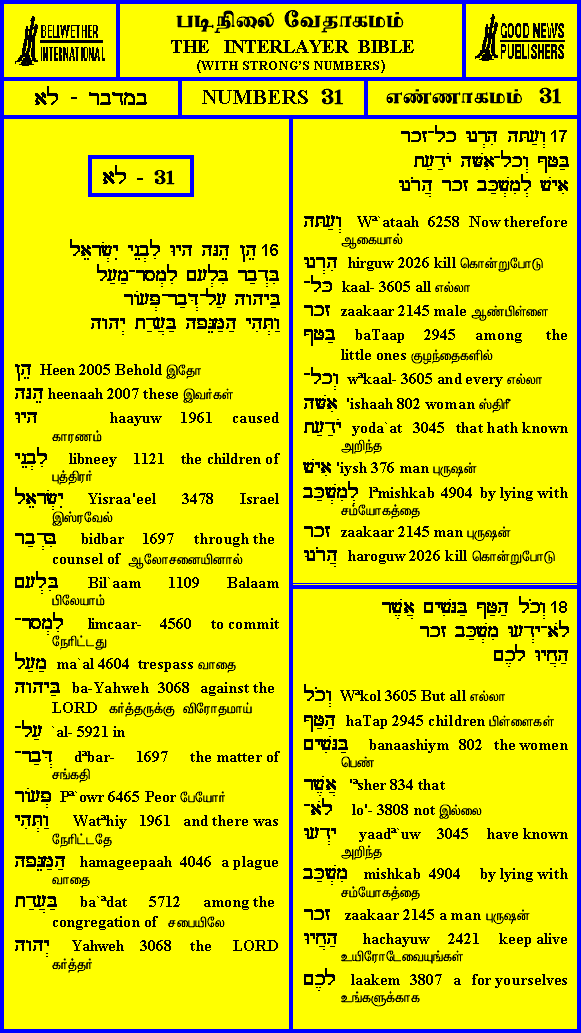 BELLWETHER
INTERNATIONAL
படிநிலை வேதாகமம்
THE INTERLAYER BIBLE
(WITH STRONG'S NUMBERS)
GOOD NEWS
PUBLISHERS
במדבר - לא
NUMBERS 31
எண்ணாகமம் 31
לא - 31
16 הֵן הֵנָּה הָיוּ לִבְנֵי יִשְׂרָאֵל
בִּדְבַר בִּלְעָם לִמְסָר־מַעַל
בַּיהוָה עַל־דְּבַר־פְּעוֹר
וַתְּהִי הַמַּגֵּפָה בַּעֲדַת יְהוָה
הֵן Heen 2005 Behold இதோ
הֵנָּה heenaah 2007 these இவர்கள்
הָיוּ haayuw 1961 caused
காரணம்
לִבְנֵי libneey 1121 the children of
புத்திரர்
יִשְׂרָאֵל Yisraa'eel 3478 Israel
இஸ்ரவேல்
בִּדְבַר bidbar 1697 through the
counsel of ஆலோசனையினால்
בִּלְעָם Bil`aam 1109 Balaam
பிலேயாம்
לִמְסָר־ limcaar- 4560 to commit
நேரிட்டது
מַעַל ma`al 4604 trespass வாதை
בַּיהוָה ba-Yahweh 3068 against the
LORD கர்த்தருக்கு விரோதமாய்
עַל־ `al- 5921 in
דְּבַר־ dªbar- 1697 the matter of
சங்கதி
פְּעוֹר Pª`owr 6465 Peor பேயோர்
וַתְּהִי Watªhiy 1961 and there was
நேரிட்டதே
הַמַּגֵּפָה hamageepaah 4046 a plague
வாதை
בַּעֲדַת ba`ªdat 5712 among the
congregation of சபையிலே
יְהוָה Yahweh 3068 the LORD
கர்த்தர்
17 וְעַתָּה הִרְגוּ כָל־זָכָר
בַּטָּף וְכָל־אִשָּׁה יֹדַעַת
אִישׁ לְמִשְׁכַּב זָכָר הֲרֹגוּ
וְעַתָּה Wª`ataah 6258 Now therefore
ஆகையால்
הִרְגוּ hirguw 2026 kill கொன்றுபோடு
כָל־ kaal- 3605 all எல்லா
זָכָר zaakaar 2145 male ஆண்பிள்ளை
בַּטָּף baTaap 2945 among the
little ones குழந்தைகளில்
וְכָל־ wªkaal- 3605 and every எல்லா
אִשָּׁה 'ishaah 802 woman ஸ்திரீ
יֹדַעַת yoda`at 3045 that hath known
அறிந்த
אִישׁ 'iysh 376 man புருஷன்
לְמִשְׁכַּב lªmishkab 4904 by lying with
சம்யோகத்தை
זָכָר zaakaar 2145 man புருஷன்
הֲרֹגוּ haroguw 2026 kill கொன்றுபோடு
18 וְכֹל הַטַּף בַּנָּשִׁים אֲשֶׁר
לֹא־יָדְעוּ מִשְׁכַּב זָכָר
הַחֲיוּ לָכֶם
וְכֹל Wªkol 3605 But all எல்லா
הַטַּף haTap 2945 children பிள்ளைகள்
בַּנָּשִׁים banaashiym 802 the women
பெண்
אֲשֶׁר 'ªsher 834 that
לֹא־ lo'- 3808 not இல்லை
יָדְעוּ yaadª`uw 3045 have known
அறிந்த
מִשְׁכַּב mishkab 4904 by lying with
சம்யோகத்தை
זָכָר zaakaar 2145 a man புருஷன்
הַחֲיוּ hachayuw 2421 keep alive
உயிரோடேவையுங்கள்
לָכֶם laakem 3807 a for yourselves
உங்களுக்காக